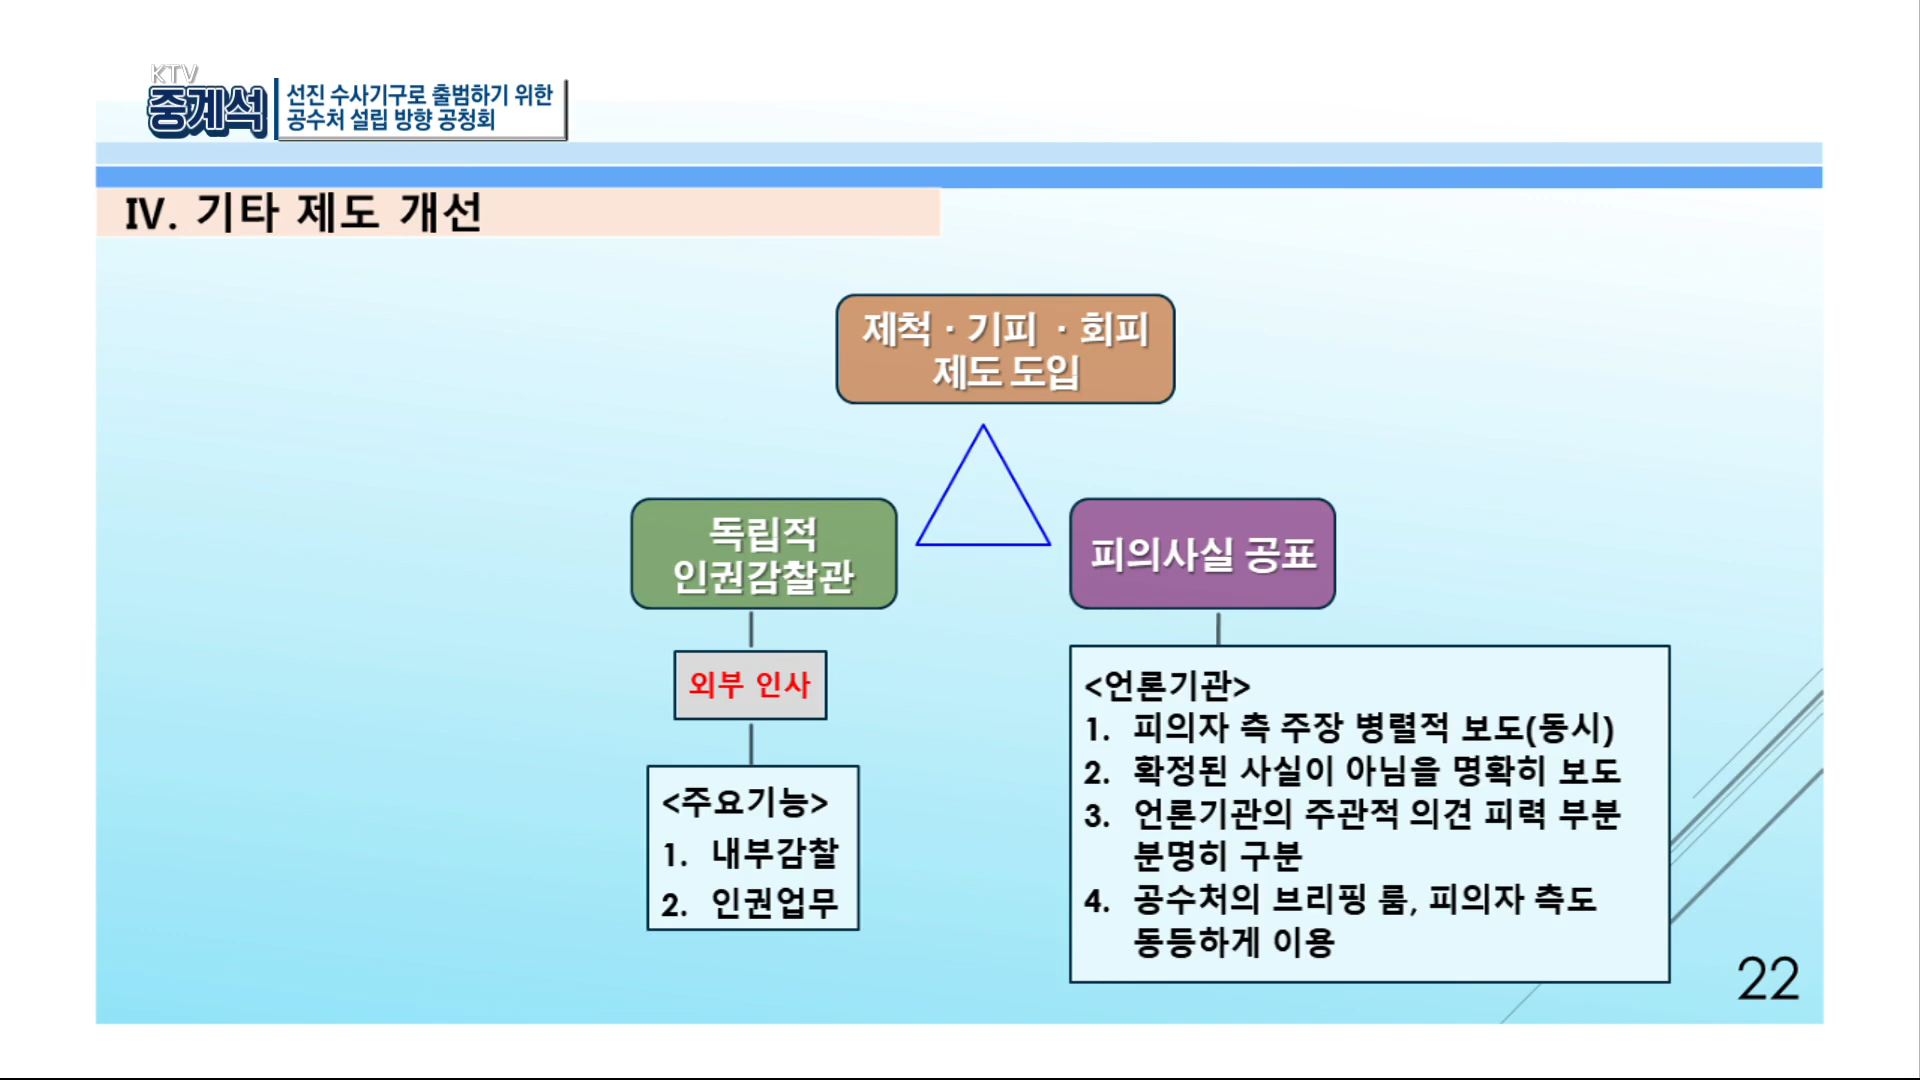 KTV
중계석
선진 수사기구로 출범하기 위한
공수처 설립 방향 공청회
Ⅳ. 기타 제도 개선
제척 · 기피 · 회피
제도 도입
독립적
인권감찰관
피의사실 공표
외부 인사
<주요기능>
1. 내부감찰
2. 인권업무
<언론기관>
1. 피의자 측 주장 병렬적 보도(동시)
2. 확정된 사실이 아님을 명확히 보도
3. 언론기관의 주관적 의견 피력 부분
분명히 구분
4. 공수처의 브리핑 룸, 피의자 측도
동등하게 이용
22